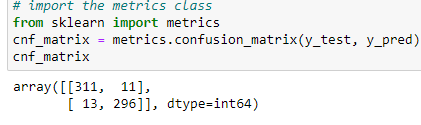 # import the metrics class
from sklearn import metrics
cnf_matrix = metrics.confusion_matrix(y_test, y_pred)
cnf_matrix
array([[311,  11],
       [ 13, 296]], dtype=int64)